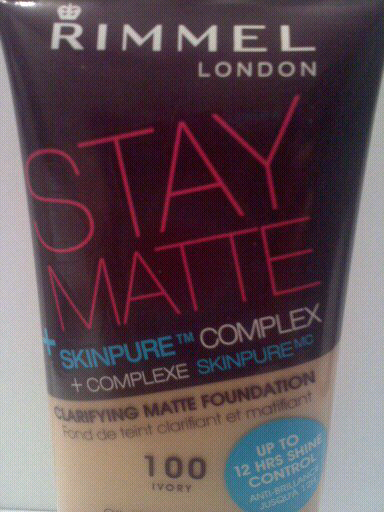 RIMMEL
LONDON
STAY
MATTE
+ SKINPURE™ COMPLEX
+ COMPLEXE SKINPURE MC
CLARIFYING MATTE FOUNDATION
Fond de teint clarifiant et matifiant
100
IVORY
UP TO
12 HRS SHINE
CONTROL
ANTI-BRILLANCE
JUSQU'À